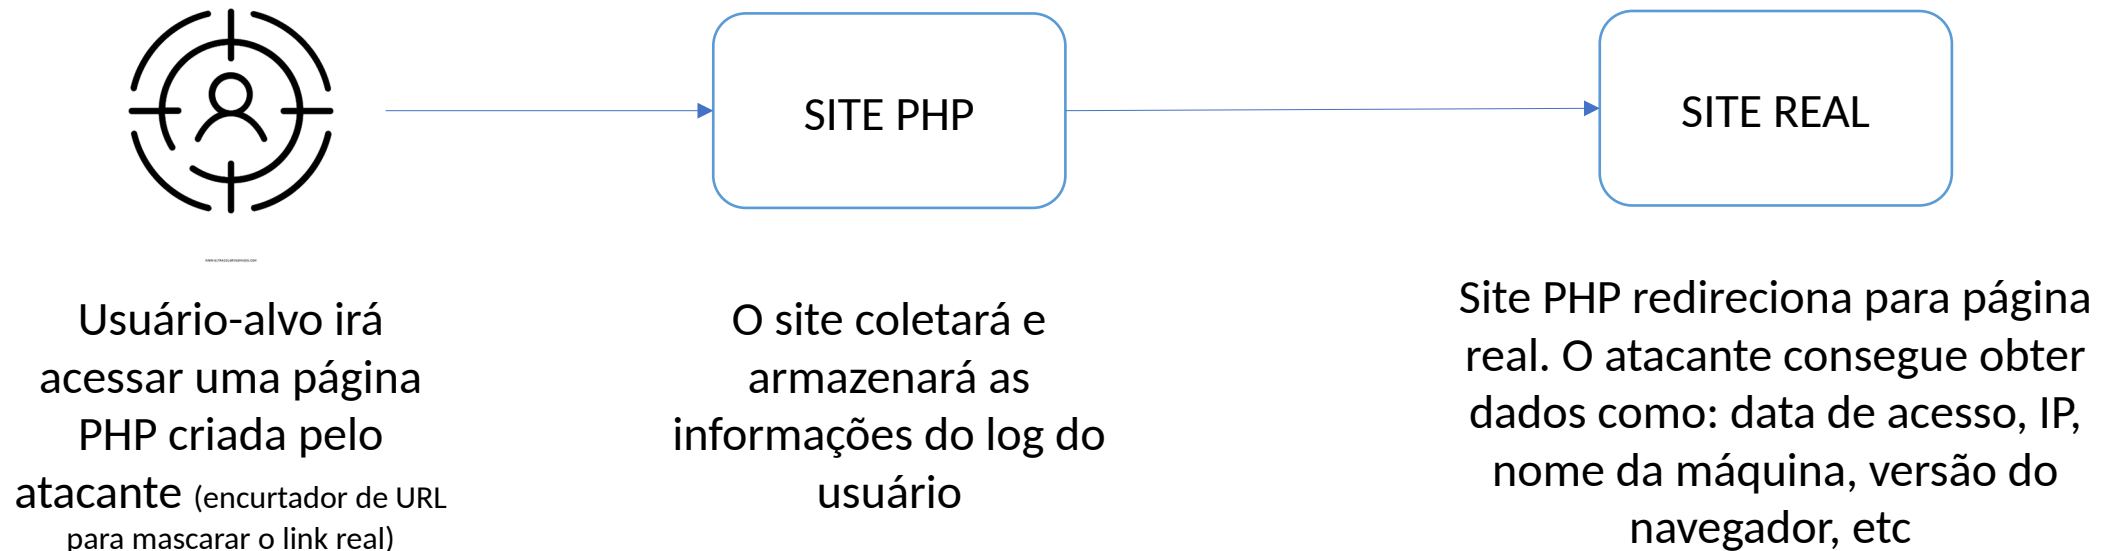 SITE PHP
SITE REAL
Usuário-alvo irá
acessar uma página
PHP criada pelo
atacante (encurtador de URL
para mascarar o link real)
O site coletará e
armazenará as
informações do log do
usuário
Site PHP redireciona para página
real. O atacante consegue obter
dados como: data de acesso, IP,
nome da máquina, versão do
navegador, etc